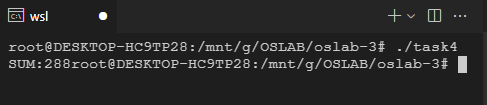 wsl
root@DESKTOP-HC9TP28:/mnt/g/OSLAB/oslab-3# ./task4
SUM:288root@DESKTOP-HC9TP28:/mnt/g/OSLAB/oslab-3#